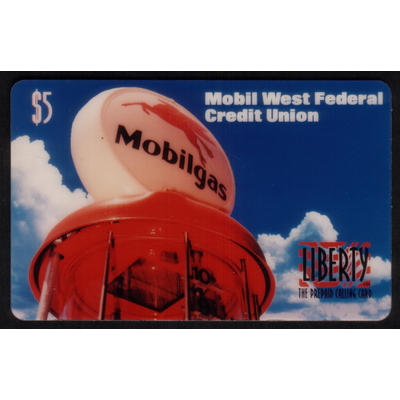 $5
Mobil West Federal
Credit Union
Mobilgas
LIBERTY
THE PREPAID CALLING CARD